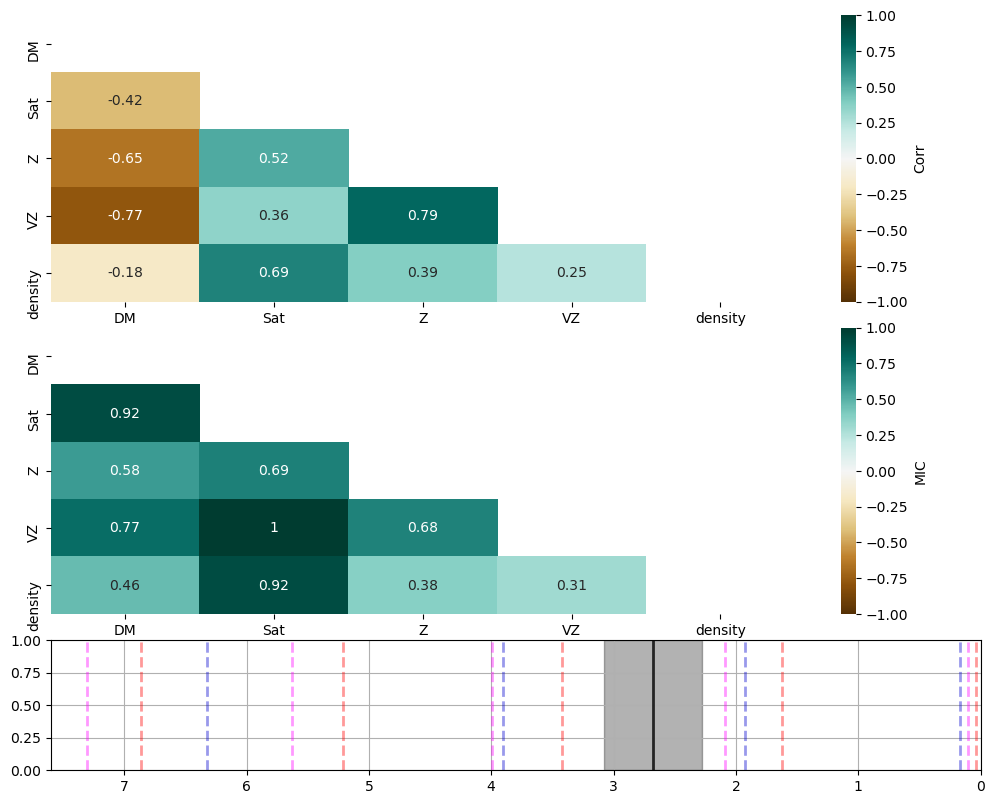 DM
Sat -0.42
Z -0.65 0.52
VZ -0.77 0.36 0.79
density -0.18 0.69 0.39 0.25
DM Sat Z VZ density
1.00
0.75
0.50
0.25
0.00
−0.25
−0.50
−0.75
−1.00
Corr
DM
Sat 0.92
Z 0.58 0.69
VZ 0.77 1 0.68
density 0.46 0.92 0.38 0.31
DM Sat Z VZ density
1.00
0.75
0.50
0.25
0.00
−0.25
−0.50
−0.75
−1.00
MIC
1.00
0.75
0.50
0.25
0.00
7 6 5 4 3 2 1 0